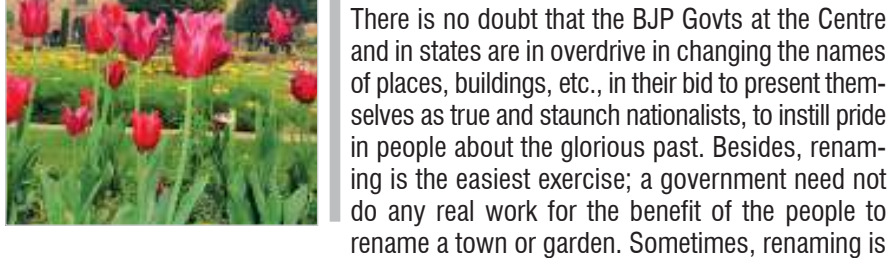 There is no doubt that the BJP Govts at the Centre
and in states are in overdrive in changing the names
of places, buildings, etc., in their bid to present them-
selves as true and staunch nationalists, to instill pride
in people about the glorious past. Besides, renam-
ing is the easiest exercise; a government need not
do any real work for the benefit of the people to
rename a town or garden. Sometimes, renaming is